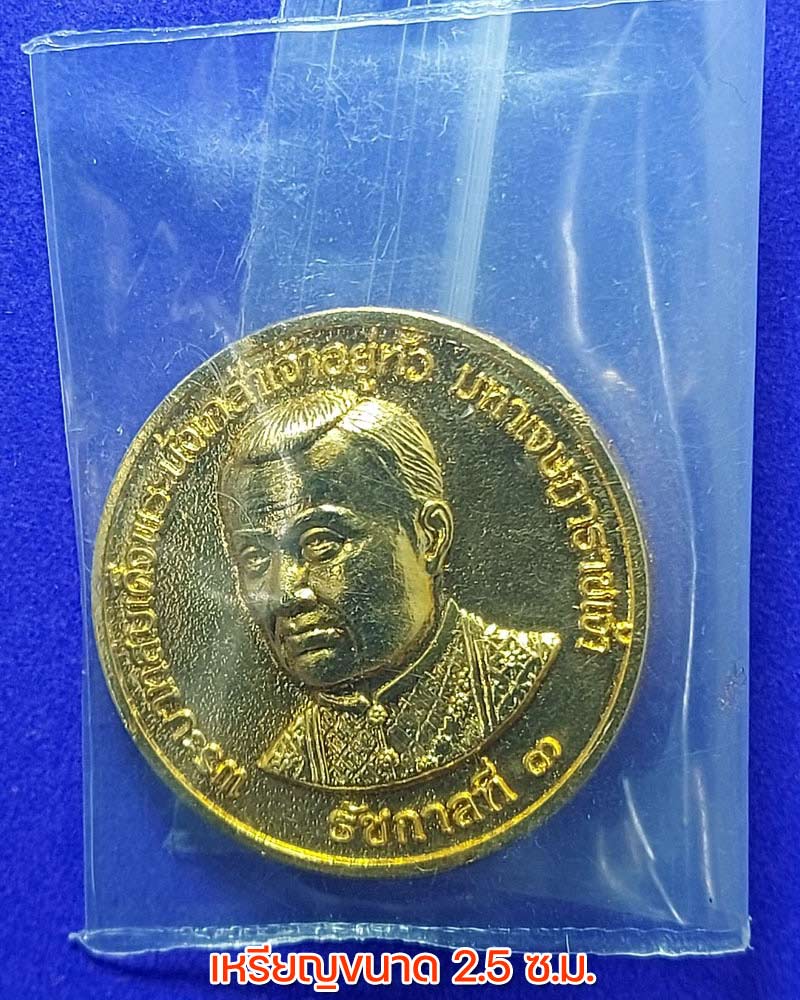 พระบาทสมเด็จพระนั่งเกล้าเจ้าอยู่หัว มหาเจษฎาราชเจ้า
รัชกาลที่ ๓
เหรียญขนาด 2.5 ซ.ม.